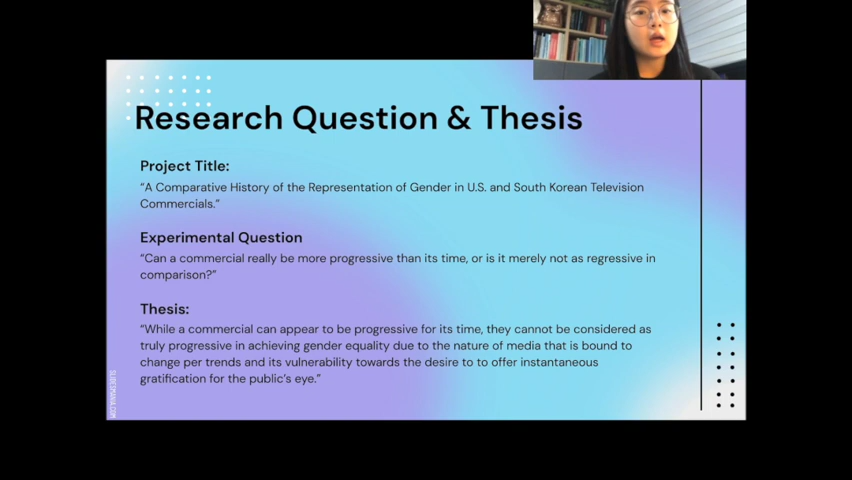 Research Question & Thesis
Project Title:
“A Comparative History of the Representation of Gender in U.S. and South Korean Television
Commercials.”
Experimental Question
“Can a commercial really be more progressive than its time, or is it merely not as regressive in
comparison?”
Thesis:
“While a commercial can appear to be progressive for its time, they cannot be considered as
truly progressive in achieving gender equality due to the nature of media that is bound to
change per trends and its vulnerability towards the desire to to offer instantaneous
gratification for the public’s eye.”
SLIDESMANIA.COM